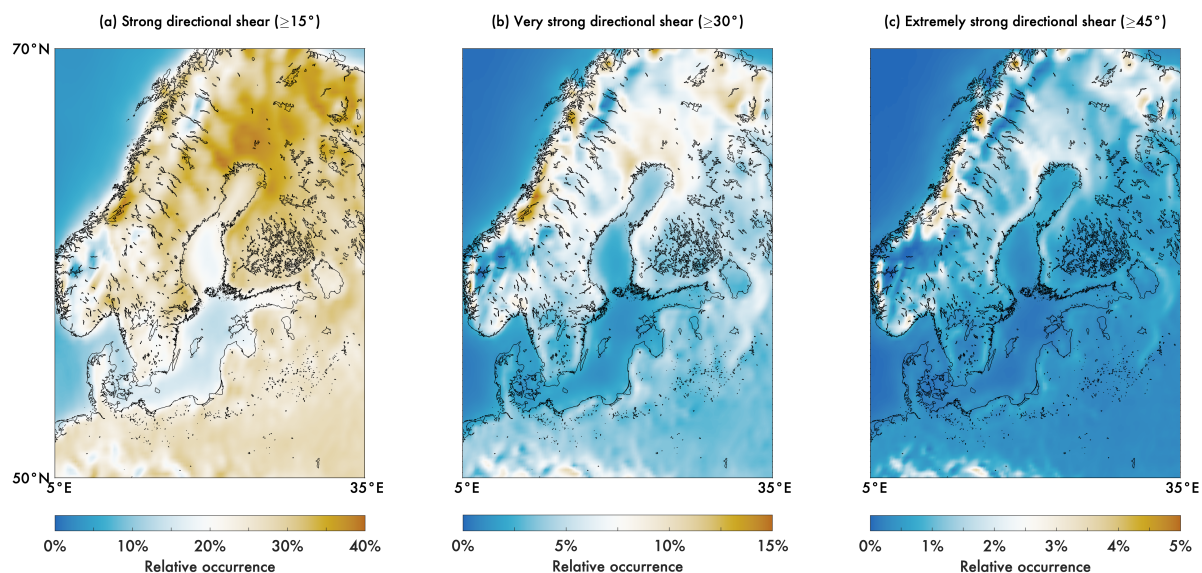 (a) Strong directional shear (≥15°) (b) Very strong directional shear (≥30°) (c) Extremely strong directional shear (≥45°)
70°N
50°N
5°E 35°E 5°E 35°E 5°E 35°E
0% 10% 20% 30% 40% 0% 5% 10% 15% 0% 1% 2% 3% 4% 5%
Relative occurrence Relative occurrence Relative occurrence